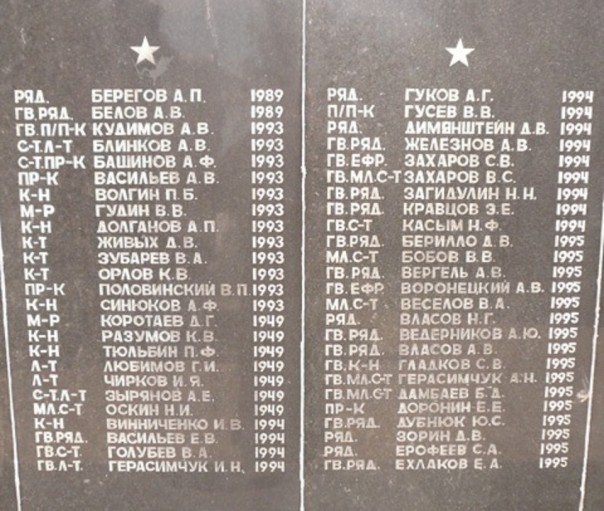 РЯД. БЕРЕГОВ А.П. 1989
ГВ.РЯД. БЕЛОВ А.В. 1989
ГВ.П/П-К КУДИМОВ А.В. 1993
С-Т.Л-Т БЛИНКОВ А.В. 1993
С-Т.ПР-К БАШИНОВ А.Ф. 1993
ПР-К ВАСИЛЬЕВ А.В. 1993
К-Н ВОЛГИН П.Б. 1993
М-Р ГУДИН В.В. 1993
К-Н ДОЛГАНОВ А.П. 1993
К-Т ЖИВЫХ Д.В. 1993
К-Т ЗУБАРЕВ В.А. 1993
К-Т ОРЛОВ К.В. 1993
ПР-К ПОЛОВИНСКИЙ В.П. 1993
К-Н СИНЮКОВ А.Ф. 1993
М-Р КОРОТАЕВ Д.Г. 1949
К-Н РАЗУМОВ К.В. 1949
К-Н ТЮЛЬБИН П.Ф. 1949
Л-Т ЛЮБИМОВ Г.И. 1949
Л-Т ЧИРКОВ И.Я. 1949
С-Т.Л-Т ЗЫРЯНОВ А.Е. 1949
МЛ.С-Т ОСКИН Н.И. 1949
К-Н ВИННИЧЕНКО И.В. 1994
ГВ.РЯД. ВАСИЛЬЕВ Е.В. 1994
ГВ.С-Т. ГОЛУБЕВ В.А. 1994
ГВ.Л-Т. ГЕРАСИМЧУК И.Н. 1994
РЯД. ГУКОВ А.Г. 1994
П/П-К ГУСЕВ В.В. 1994
РЯД. ДИМЕНШТЕЙН Д.В. 1994
ГВ.РЯД. ЖЕЛЕЗНОВ А.В. 1994
ГВ.ЕФР. ЗАХАРОВ С.В. 1994
ГВ.МЛ.С-Т ЗАХАРОВ В.С. 1994
ГВ.РЯД. ЗАГИДУЛИН Н.Н. 1994
ГВ.РЯД. КРАВЦОВ Э.Е. 1994
ГВ.С-Т КАСЫМ Н.Ф. 1994
ГВ.РЯД. БЕРИЛЛО Д.В. 1995
МЛ.С-Т БОБОВ В.В. 1995
ГВ.РЯД. ВЕРГЕЛЬ А.В. 1995
ГВ.ЕФР. ВОРОНЕЦКИЙ А.В. 1995
МЛ.С-Т ВЕСЕЛОВ В.А. 1995
РЯД. ВЛАСОВ Н.Г. 1995
ГВ.РЯД. ВЕДЕРНИКОВ А.Ю. 1995
ГВ.РЯД. ВЛАСОВ А.В. 1995
ГВ.К-Н ГЛАДКОВ С.В. 1995
ГВ.МЛ.С-Т ГЕРАСИМЧУК А.Н. 1995
ГВ.МЛ.С-Т ДАМБАЕВ Б.Д. 1995
ПР-К ДОРОНИН Е.Е. 1995
ГВ.РЯД. ДУБНЮК Ю.С. 1995
РЯД. ЗОРИН Д.В. 1995
РЯД. ЕРОФЕЕВ С.А. 1995
ГВ.РЯД. ЕХЛАКОВ Е.А. 1995